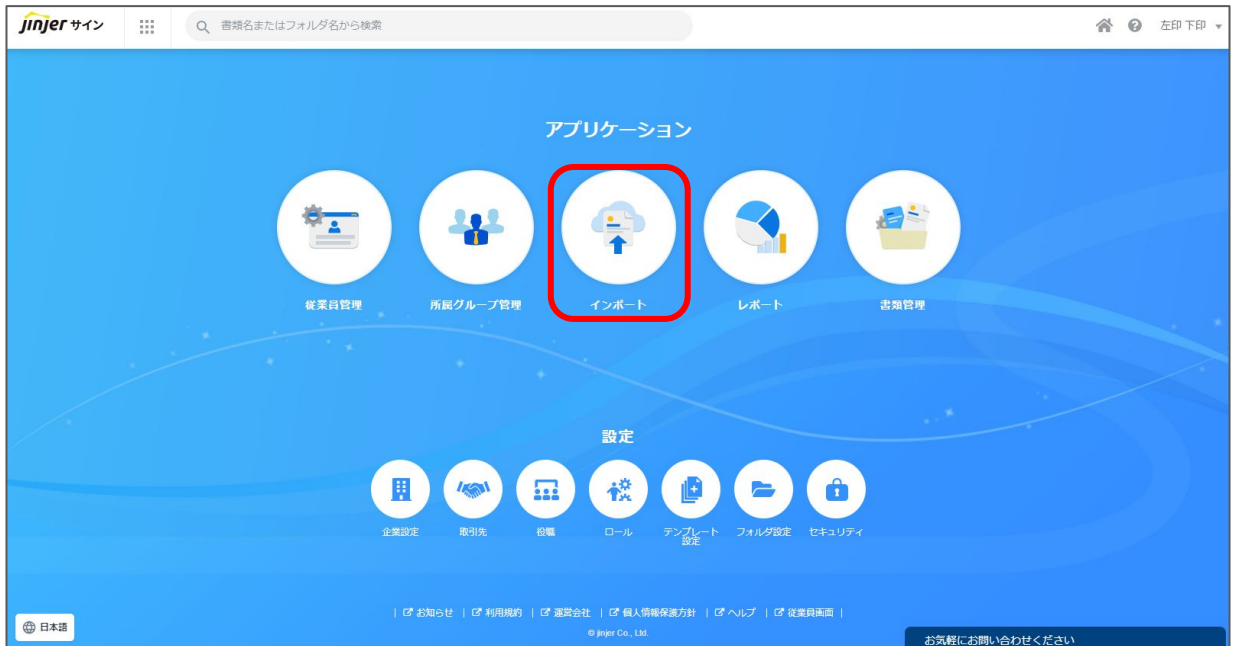 jinjer サイン
書類名またはフォルダ名から検索
左印 下印
アプリケーション
従業員管理
所属グループ管理
インポート
レポート
書類管理
設定
企業設定
取引先
役職
ロール
テンプレート
設定
フォルダ設定
セキュリティ
| お知らせ | 利用規約 | 運営会社 | 個人情報保護方針 | ヘルプ | 従業員画面 |
© jinjer Co., Ltd.
日本語
お気軽にお問い合わせください